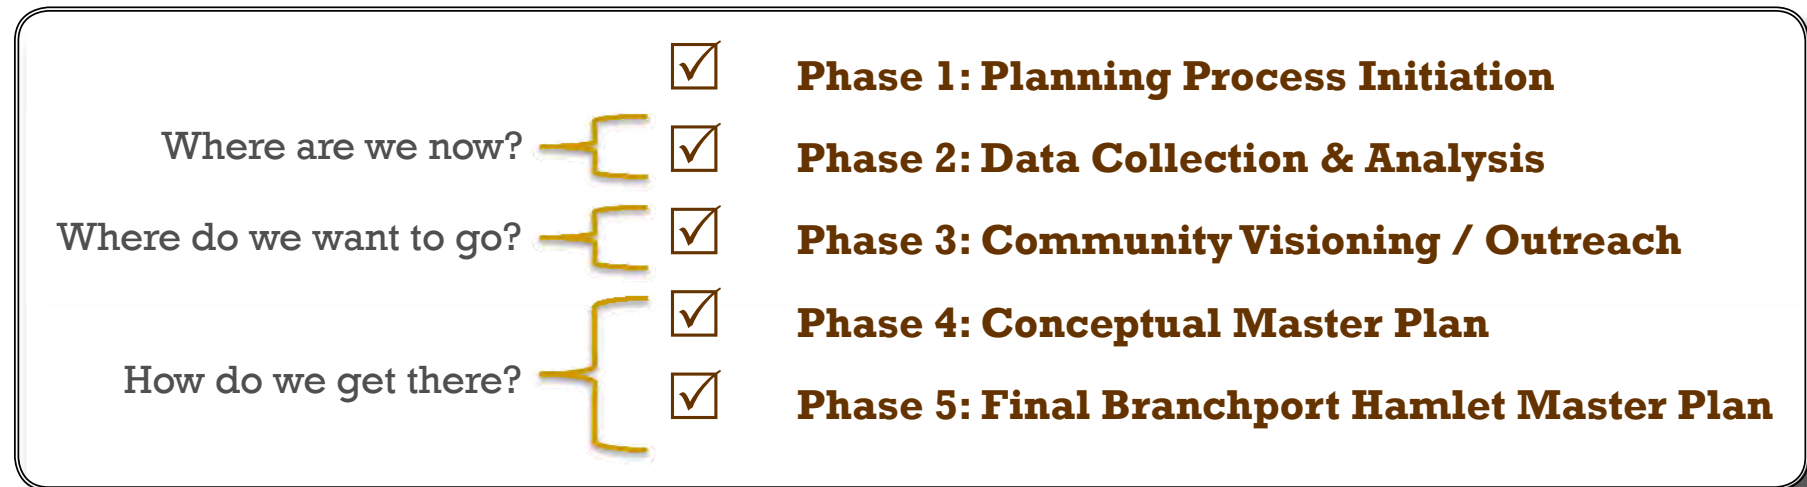 Phase 1: Planning Process Initiation
Where are we now?
Phase 2: Data Collection & Analysis
Where do we want to go?
Phase 3: Community Visioning / Outreach
Phase 4: Conceptual Master Plan
How do we get there?
Phase 5: Final Branchport Hamlet Master Plan